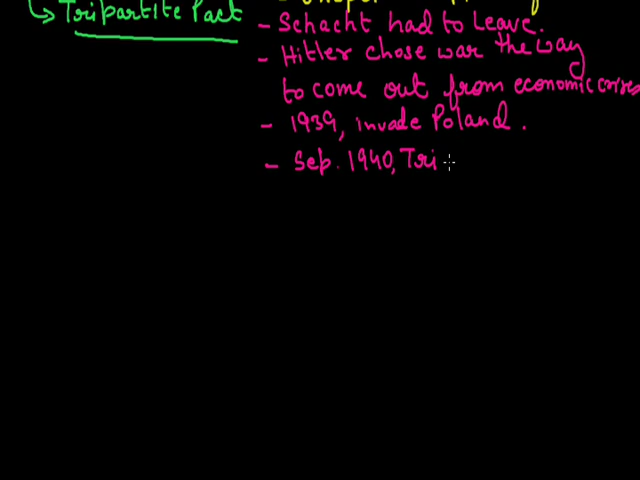 ↳ Tripartite Pact
- Schacht had to leave.
- Hitler chose war the way
to come out from economic crises
- 1939, invade Poland.
- Sep. 1940, Tri